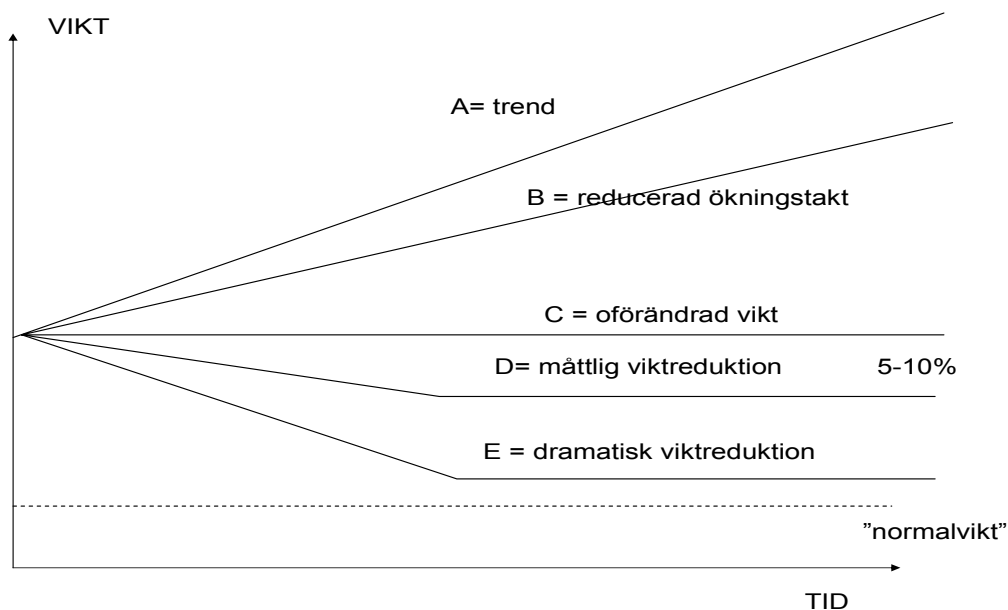 VIKT
A= trend
B = reducerad ökningstakt
C = oförändrad vikt
D= måttlig viktreduktion 5-10%
E = dramatisk viktreduktion
”normalvikt”
TID